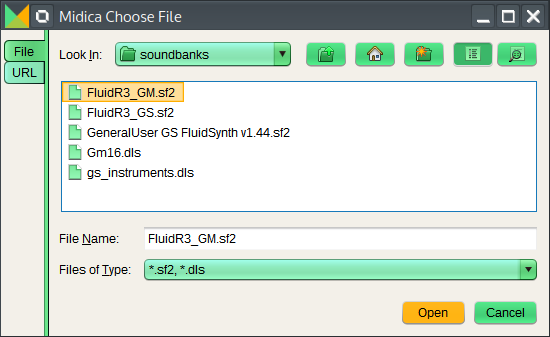 Midica Choose File
File
URL
Look In: soundbanks
FluidR3_GM.sf2
FluidR3_GS.sf2
GeneralUser GS FluidSynth v1.44.sf2
Gm16.dls
gs_instruments.dls
File Name: FluidR3_GM.sf2
Files of Type: *.sf2, *.dls
Open Cancel